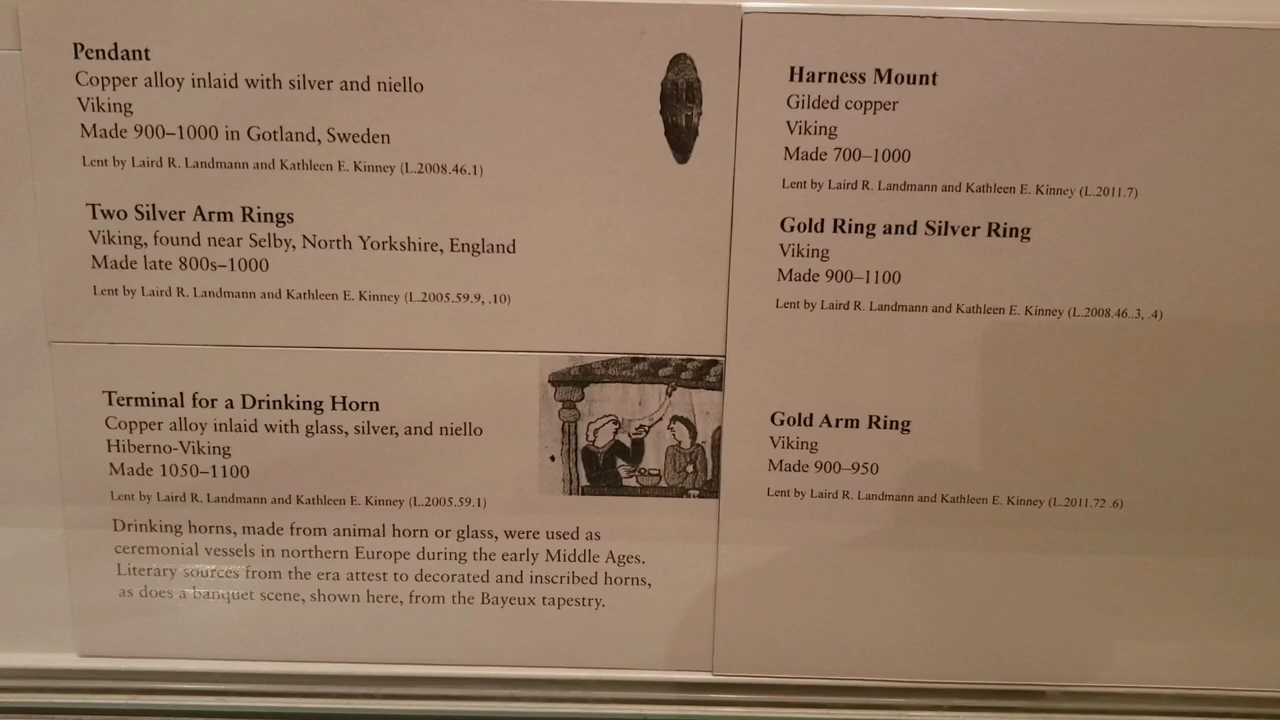 Pendant
Copper alloy inlaid with silver and niello
Viking
Made 900–1000 in Gotland, Sweden
Lent by Laird R. Landmann and Kathleen E. Kinney (L.2008.46.1)
Two Silver Arm Rings
Viking, found near Selby, North Yorkshire, England
Made late 800s–1000
Lent by Laird R. Landmann and Kathleen E. Kinney (L.2005.59.9, .10)
Terminal for a Drinking Horn
Copper alloy inlaid with glass, silver, and niello
Hiberno-Viking
Made 1050–1100
Lent by Laird R. Landmann and Kathleen E. Kinney (L.2005.59.1)
Drinking horns, made from animal horn or glass, were used as
ceremonial vessels in northern Europe during the early Middle Ages.
Literary sources from the era attest to decorated and inscribed horns,
as does a banquet scene, shown here, from the Bayeux tapestry.
Harness Mount
Gilded copper
Viking
Made 700–1000
Lent by Laird R. Landmann and Kathleen E. Kinney (L.2011.7)
Gold Ring and Silver Ring
Viking
Made 900–1100
Lent by Laird R. Landmann and Kathleen E. Kinney (L.2008.46..3, .4)
Gold Arm Ring
Viking
Made 900–950
Lent by Laird R. Landmann and Kathleen E. Kinney (L.2011.72 .6)